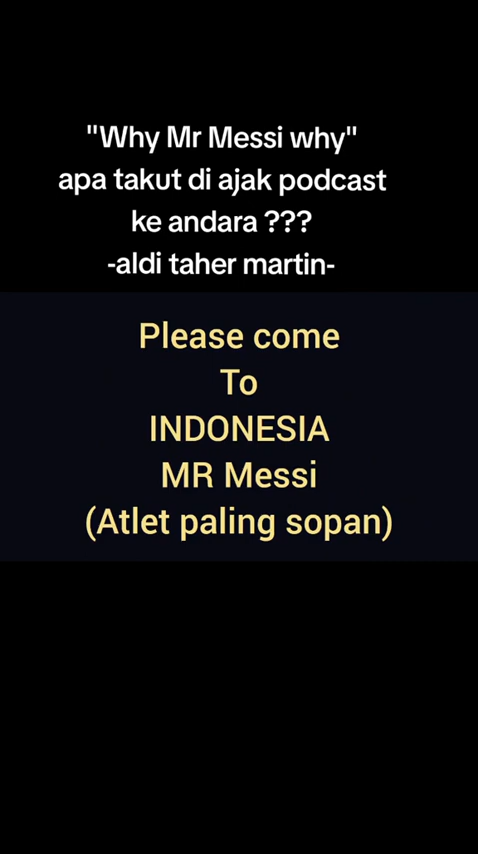 "Why Mr Messi why"
apa takut di ajak podcast
ke andara ???
-aldi taher martin-
Please come
To
INDONESIA
MR Messi
(Atlet paling sopan)